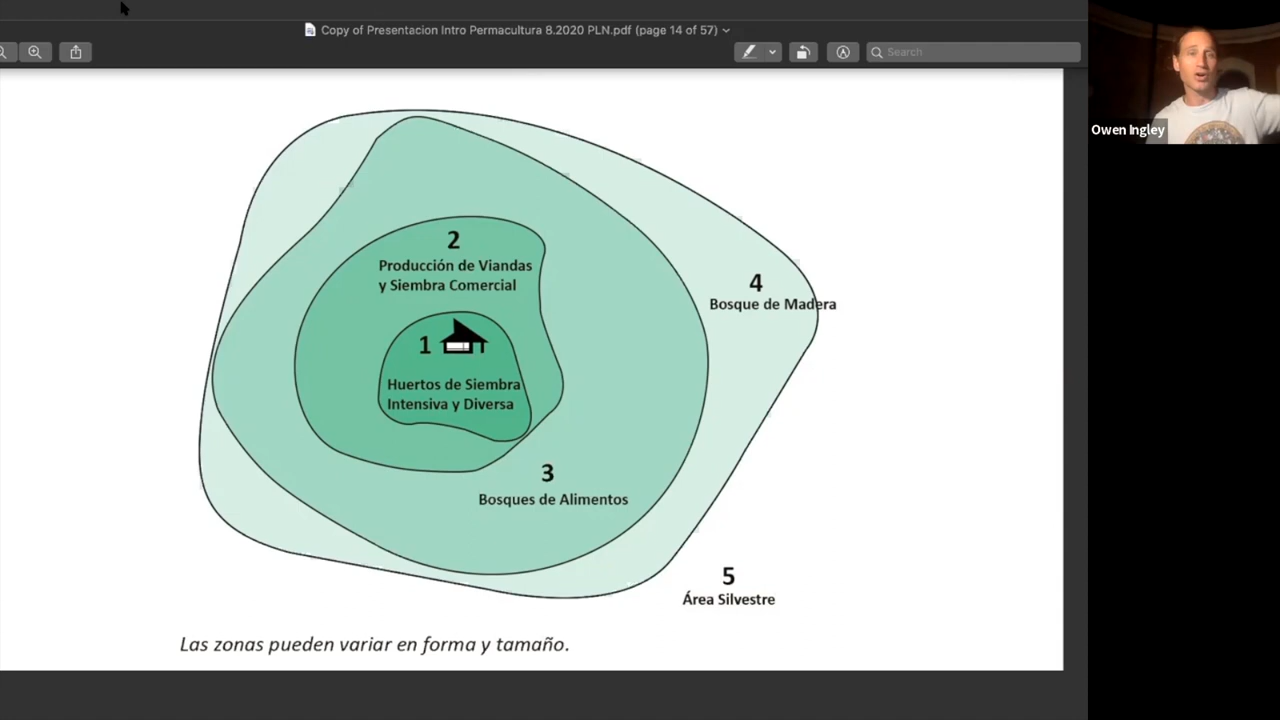 Copy of Presentacion Intro Permacultura 8.2020 PLN.pdf (page 14 of 57)
Search
Owen Ingley
2
Producción de Viandas
y Siembra Comercial
4
Bosque de Madera
1
Huertos de Siembra
Intensiva y Diversa
3
Bosques de Alimentos
5
Área Silvestre
Las zonas pueden variar en forma y tamaño.